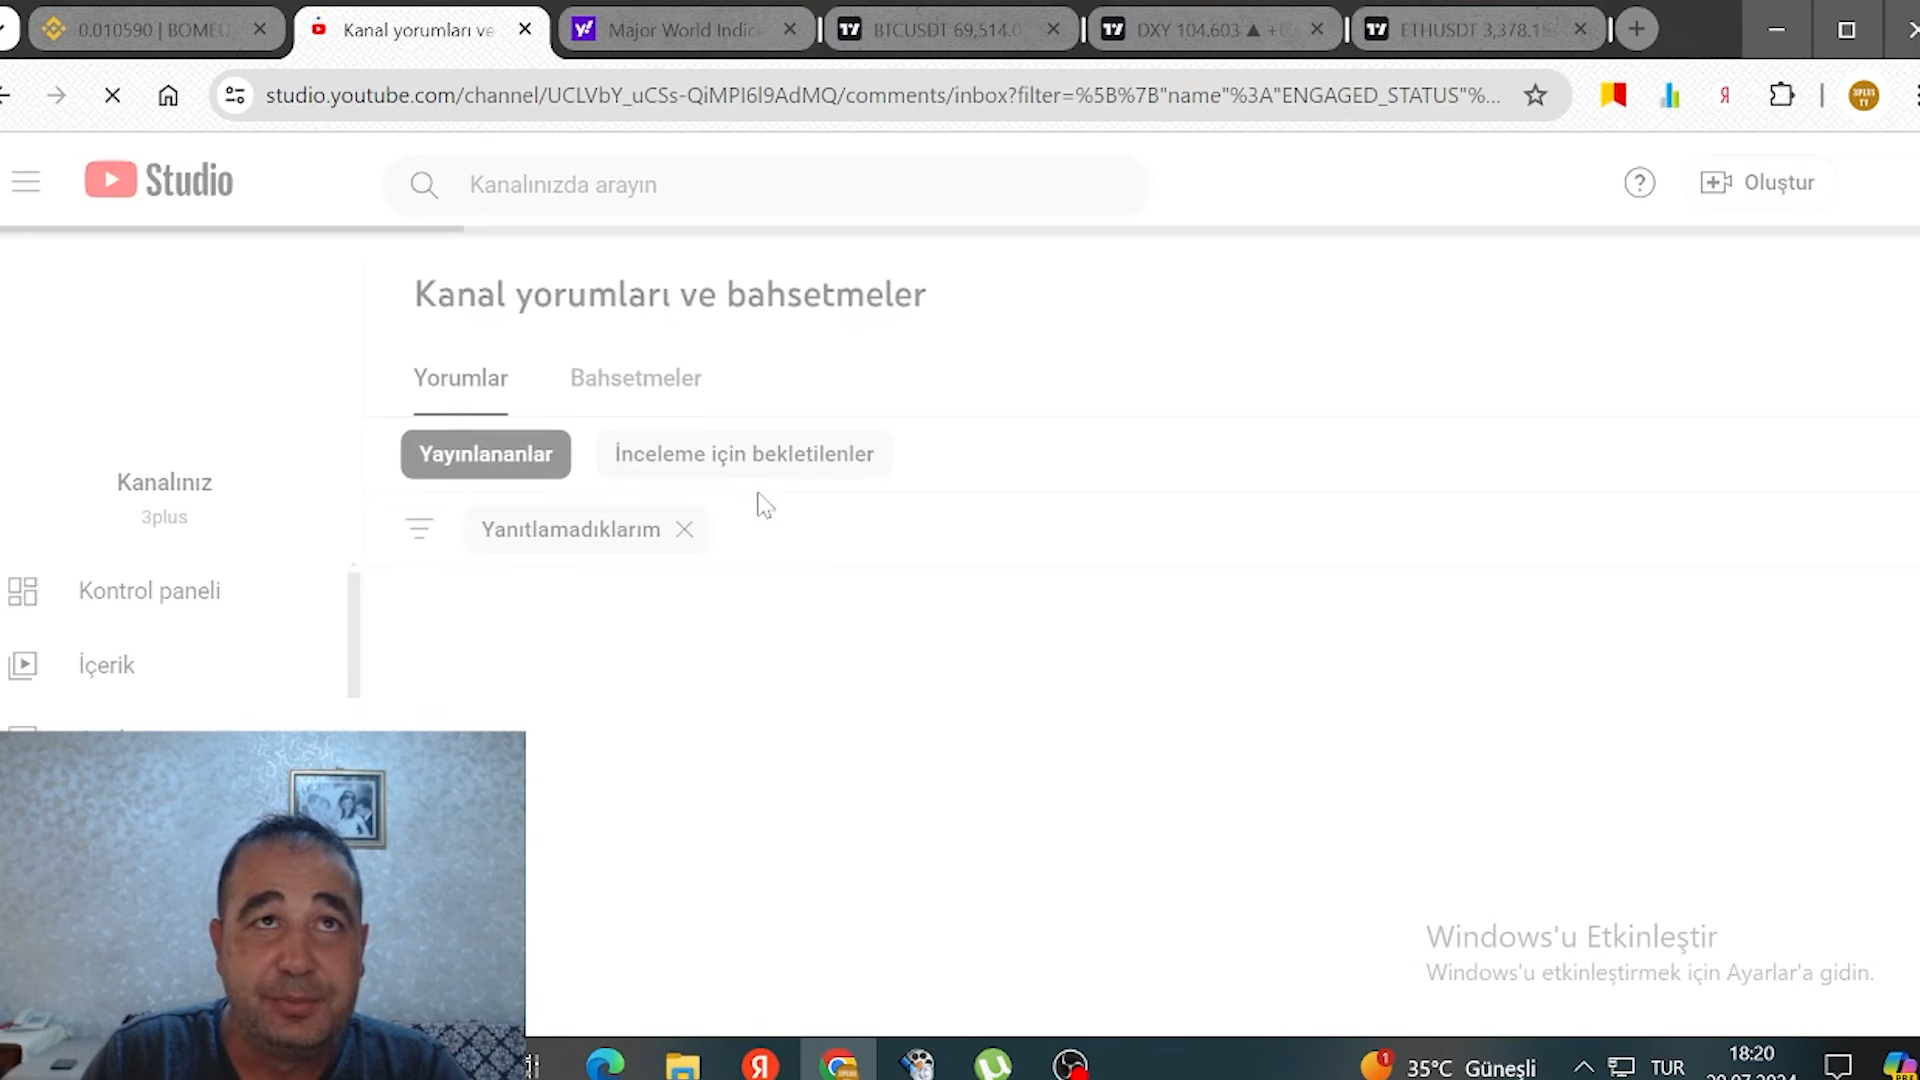 0.010590 | BOMEU
Kanal yorumları ve
Major World Indice
BTCUSDT 69,514.0
DXY 104.603 ▲ +0
ETHUSDT 3,378.15
studio.youtube.com/channel/UCLVbY_uCSs-QiMPI6l9AdMQ/comments/inbox?filter=%5B%7B"name"%3A"ENGAGED_STATUS"%...
Studio
Kanalınızda arayın
Oluştur
Kanal yorumları ve bahsetmeler
Yorumlar
Bahsetmeler
Yayınlananlar
İnceleme için bekletilenler
Yanıtlamadıklarım
Kanalınız
3plus
Kontrol paneli
İçerik
Windows'u Etkinleştir
Windows'u etkinleştirmek için Ayarlar'a gidin.
1
35°C Güneşli
TUR
18:20